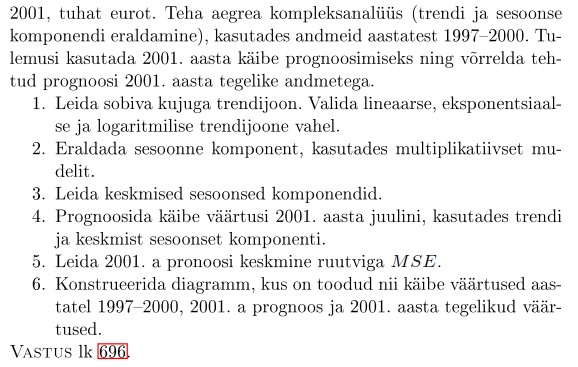 2001, tuhat eurot. Teha aegrea kompleksanalüüs (trendi ja sesoonse
komponendi eraldamine), kasutades andmeid aastatest 1997–2000. Tu-
lemusi kasutada 2001. aasta käibe prognoosimiseks ning võrrelda teh-
tud prognoosi 2001. aasta tegelike andmetega.
1. Leida sobiva kujuga trendijoon. Valida lineaarse, eksponentsiaal-
se ja logaritmilise trendijoone vahel.
2. Eraldada sesoonne komponent, kasutades multiplikatiivset mu-
delit.
3. Leida keskmised sesoonsed komponendid.
4. Prognoosida käibe väärtusi 2001. aasta juulini, kasutades trendi
ja keskmist sesoonset komponenti.
5. Leida 2001. a pronoosi keskmine ruutviga MSE.
6. Konstrueerida diagramm, kus on toodud nii käibe väärtused aas-
tatel 1997–2000, 2001. a prognoos ja 2001. aasta tegelikud väär-
tused.
VASTUS lk 696.